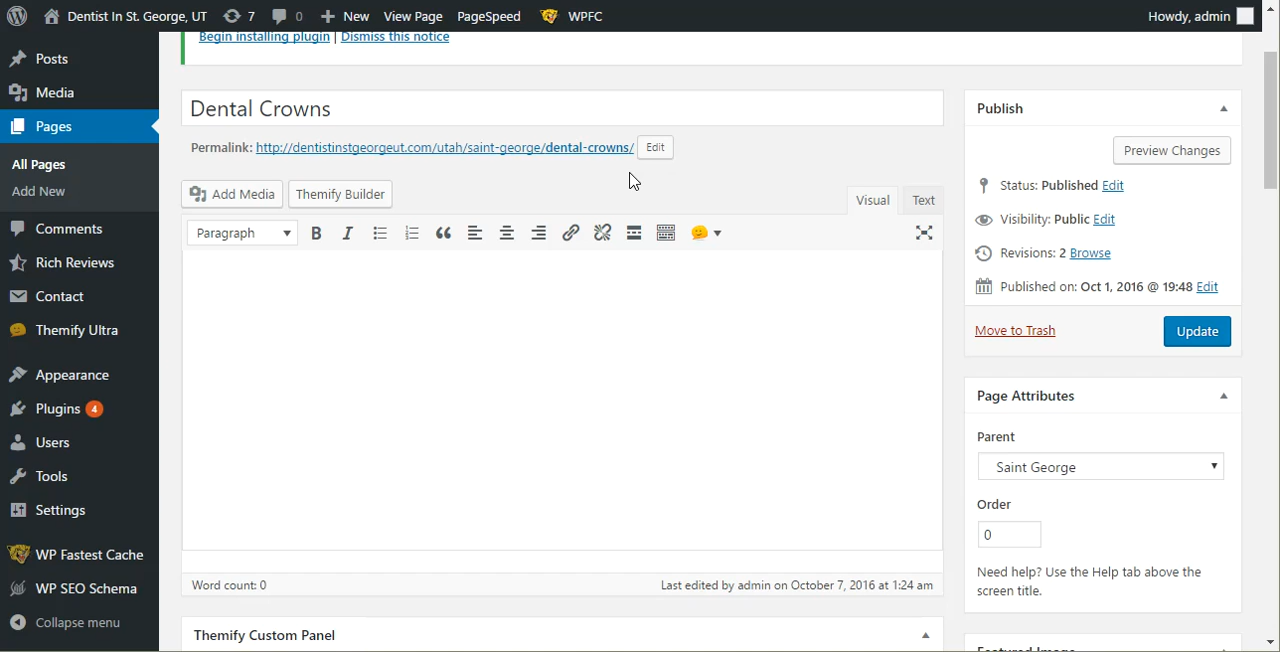 Dentist In St. George, UT 7 0 New View Page PageSpeed WPFC Howdy, admin
Begin installing plugin | Dismiss this notice
Posts
Media
Pages
All Pages
Add New
Comments
Rich Reviews
Contact
Themify Ultra
Appearance
Plugins 4
Users
Tools
Settings
WP Fastest Cache
WP SEO Schema
Collapse menu
Dental Crowns
Permalink: http://dentistinstgeorgeut.com/utah/saint-george/dental-crowns/ Edit
Add Media Themify Builder Visual Text
Paragraph B I
Word count: 0 Last edited by admin on October 7, 2016 at 1:24 am
Themify Custom Panel
Publish
Preview Changes
Status: Published Edit
Visibility: Public Edit
Revisions: 2 Browse
Published on: Oct 1, 2016 @ 19:48 Edit
Move to Trash Update
Page Attributes
Parent
Saint George
Order
0
Need help? Use the Help tab above the
screen title.
Featured Image